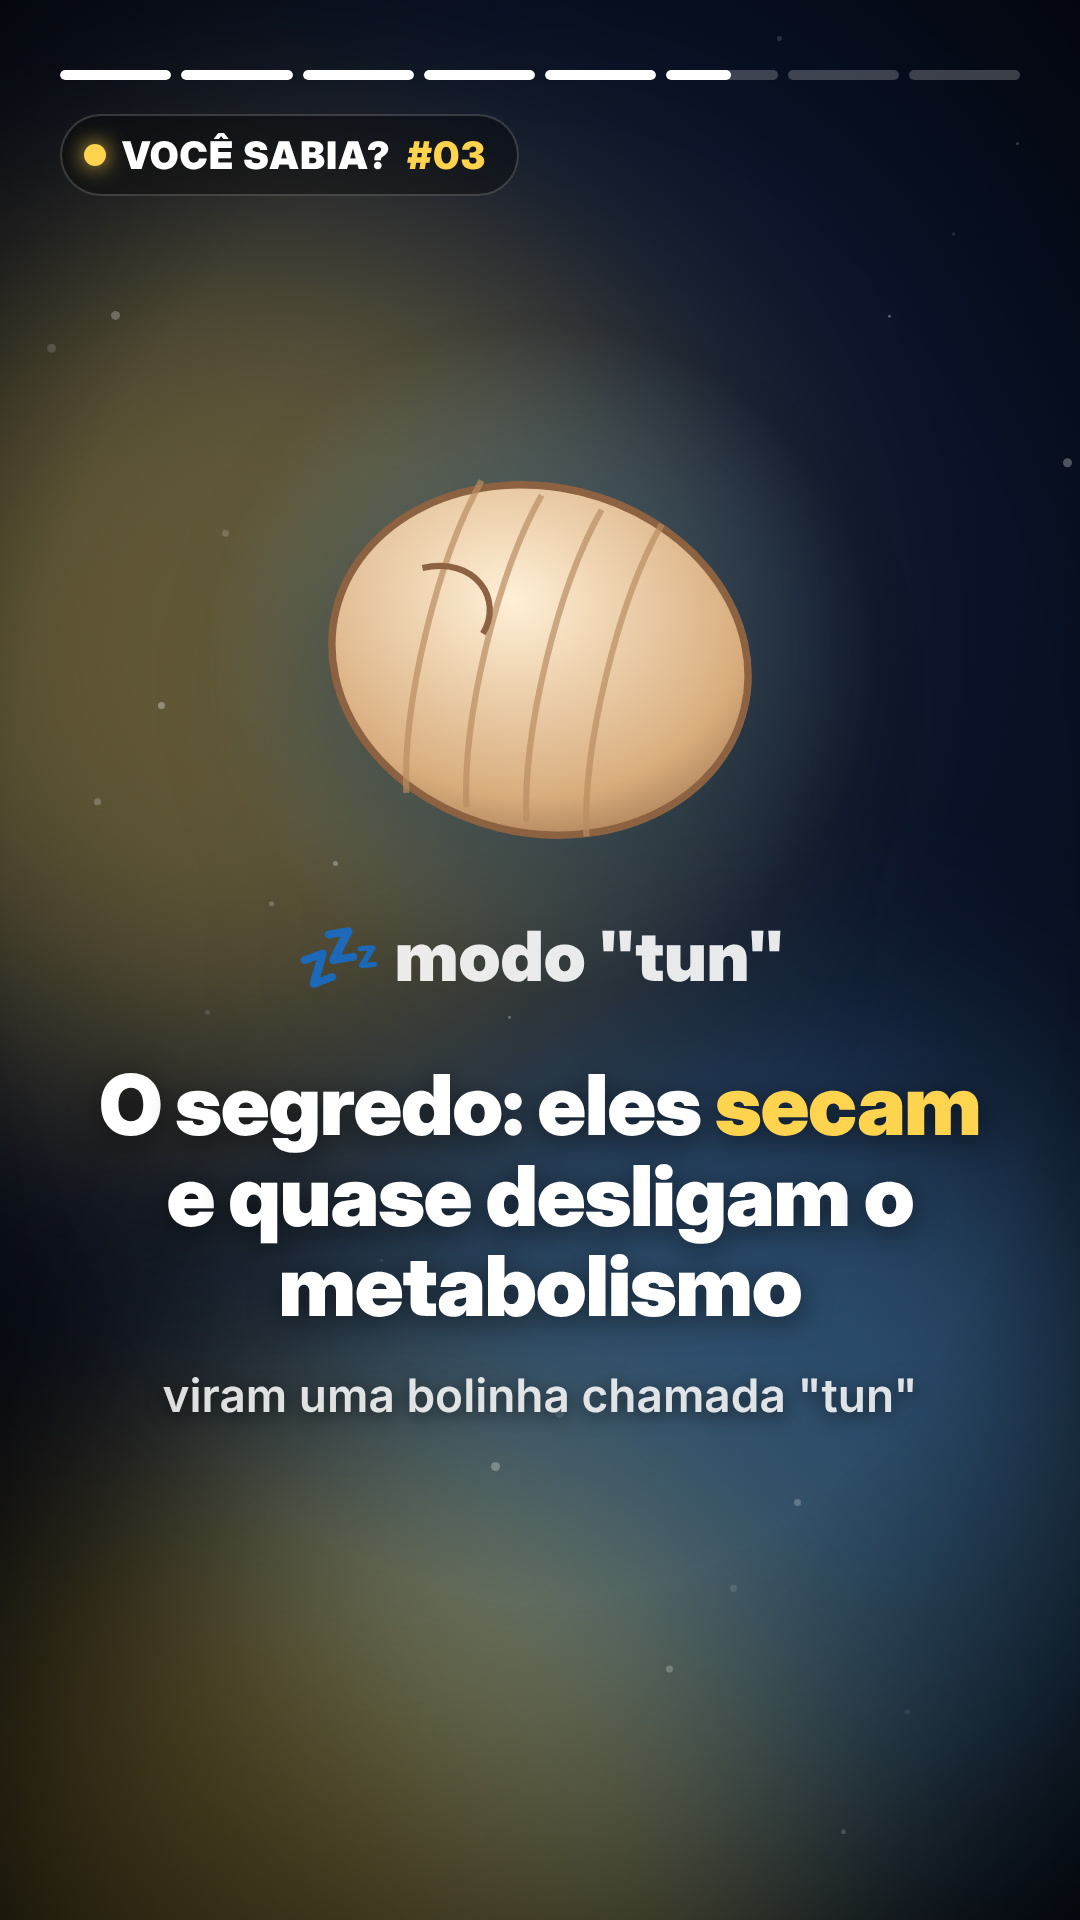 VOCÊ SABIA? #03
💤 modo "tun"
O segredo: eles secam
e quase desligam o
metabolismo
viram uma bolinha chamada "tun"